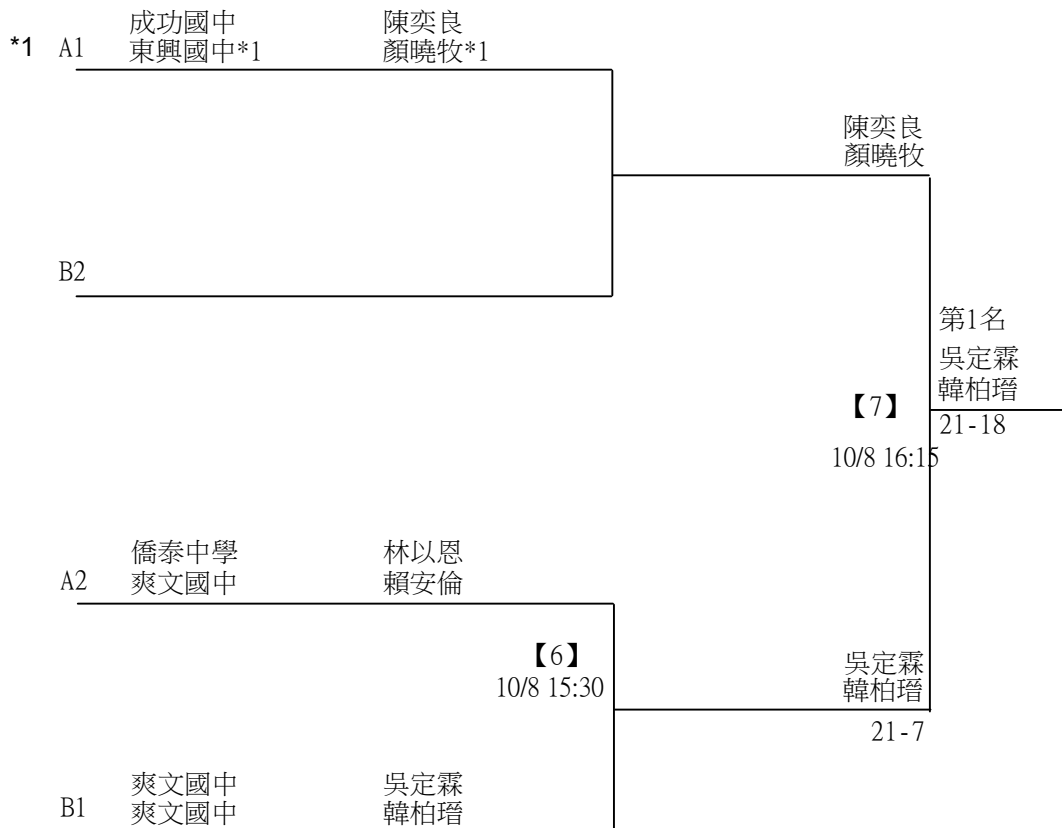 成功國中 陳奕良
*1 A1 東興國中*1 顏曉牧*1
陳奕良
顏曉牧
B2
第1名
吳定霖
韓柏瑨
【7】
21-18
10/8 16:15
僑泰中學 林以恩
A2 爽文國中 賴安倫
【6】
10/8 15:30
吳定霖
韓柏瑨
21-7
爽文國中 吳定霖
B1 爽文國中 韓柏瑨